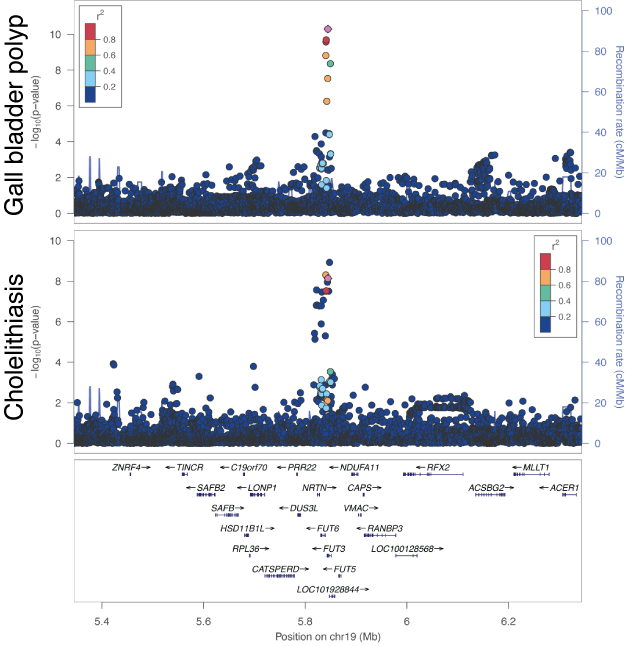 Gall bladder polyp
−log10(p−value)
10
8
6
4
2
0
r2
0.8
0.6
0.4
0.2
100
80
60
40
20
0
Recombination rate (cM/Mb)
Cholelithiasis
−log10(p−value)
10
8
6
4
2
0
r2
0.8
0.6
0.4
0.2
100
80
60
40
20
0
Recombination rate (cM/Mb)
ZNRF4→ ←TINCR ←C19orf70 ←PRR22 ←NDUFA11 ←RFX2 ←MLLT1
←SAFB2 ←LONP1 NRTN→ CAPS→ ACSBG2→ ←ACER1
SAFB→ ←DUS3L VMAC→
HSD11B1L→ ←FUT6 ←RANBP3
RPL36→ ←FUT3 LOC100128568→
CATSPERD→ ←FUT5
LOC101928844→
5.4 5.6 5.8 6 6.2
Position on chr19 (Mb)